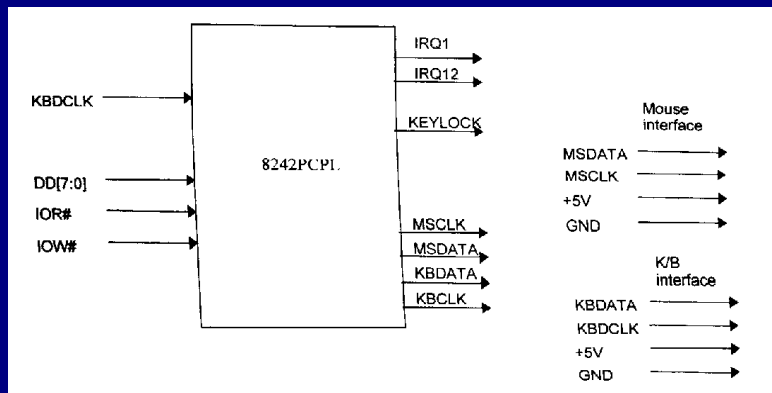 IRQ1
IRQ12
KBDCLK
KEYLOCK
8242PCPL
DD[7:0]
IOR#
IOW#
MSCLK
MSDATA
KBDATA
KBCLK
Mouse
interface
MSDATA
MSCLK
+5V
GND
K/B
interface
KBDATA
KBDCLK
+5V
GND